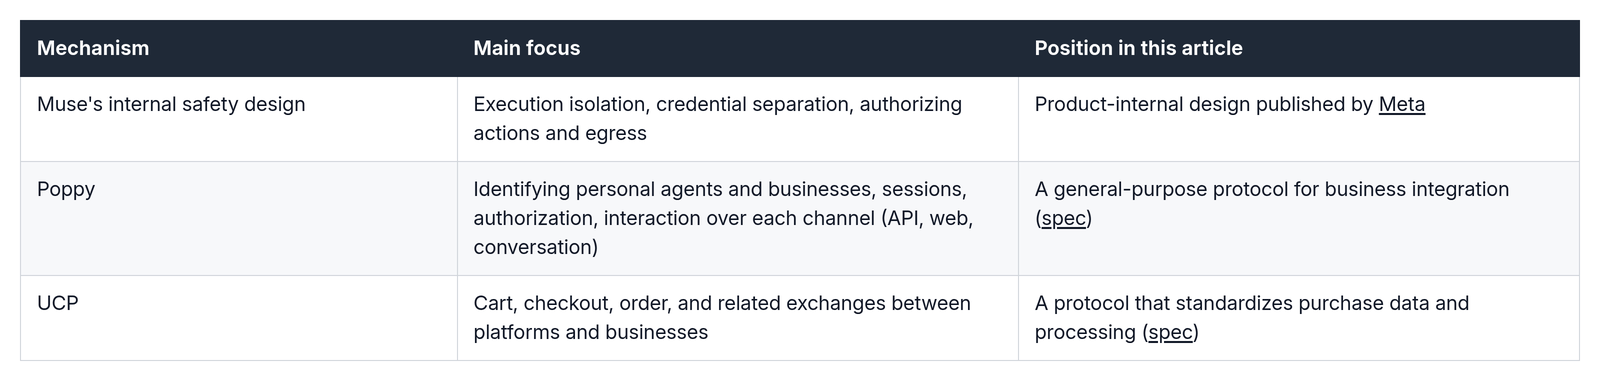 Mechanism
Main focus
Position in this article
Muse's internal safety design
Execution isolation, credential separation, authorizing
actions and egress
Product-internal design published by Meta
Poppy
Identifying personal agents and businesses, sessions,
authorization, interaction over each channel (API, web,
conversation)
A general-purpose protocol for business integration
(spec)
UCP
Cart, checkout, order, and related exchanges between
platforms and businesses
A protocol that standardizes purchase data and
processing (spec)